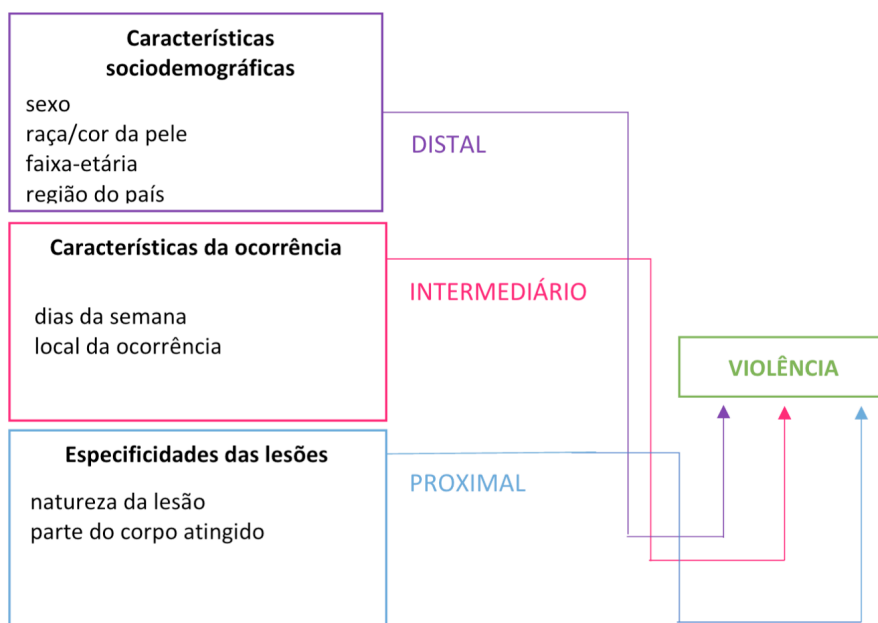 Características
sociodemográficas
sexo
raça/cor da pele
faixa-etária
região do país
DISTAL
Características da ocorrência
dias da semana
local da ocorrência
INTERMEDIÁRIO
VIOLÊNCIA
Especificidades das lesões
natureza da lesão
parte do corpo atingido
PROXIMAL